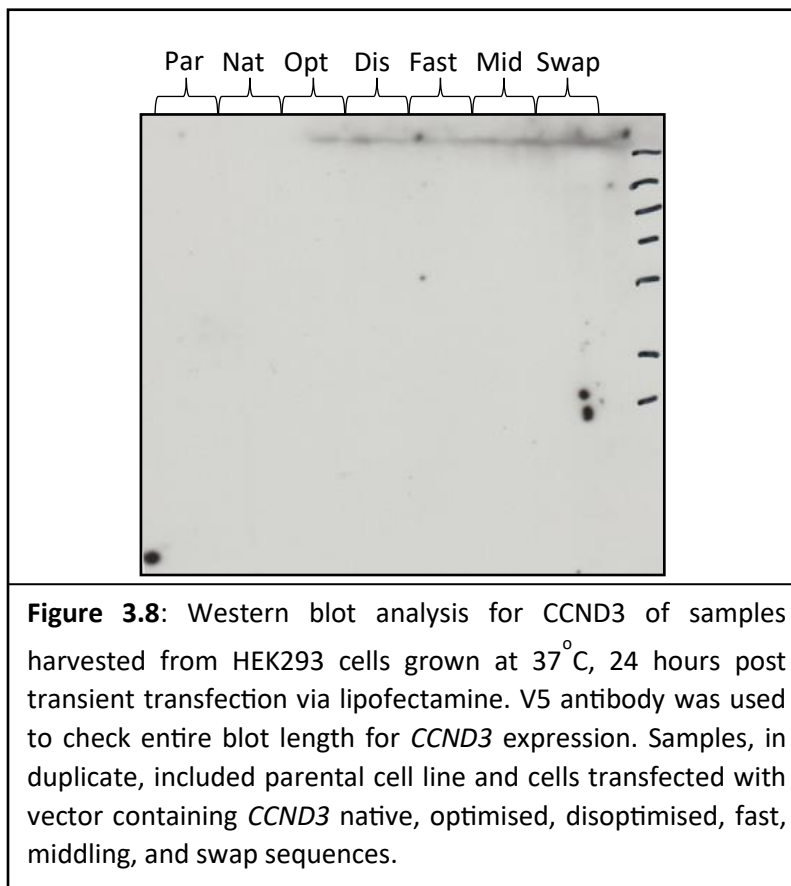 Par Nat Opt Dis Fast Mid Swap
Figure 3.8: Western blot analysis for CCND3 of samples
harvested from HEK293 cells grown at 37°C, 24 hours post
transient transfection via lipofectamine. V5 antibody was used
to check entire blot length for CCND3 expression. Samples, in
duplicate, included parental cell line and cells transfected with
vector containing CCND3 native, optimised, disoptimised, fast,
middling, and swap sequences.